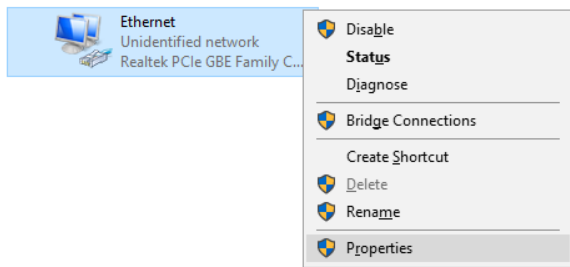 Ethernet
Unidentified network
Realtek PCIe GBE Family C...
Disable
Status
Diagnose
Bridge Connections
Create Shortcut
Delete
Rename
Properties